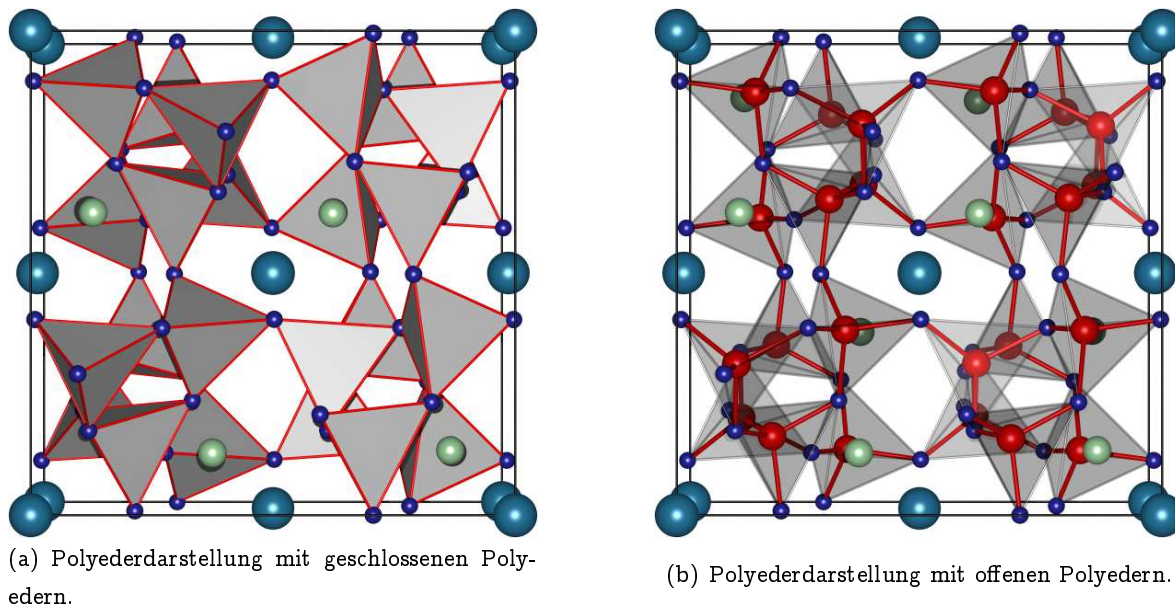 (a) Polyederdarstellung mit geschlossenen Poly-
edern.
(b) Polyederdarstellung mit offenen Polyedern.